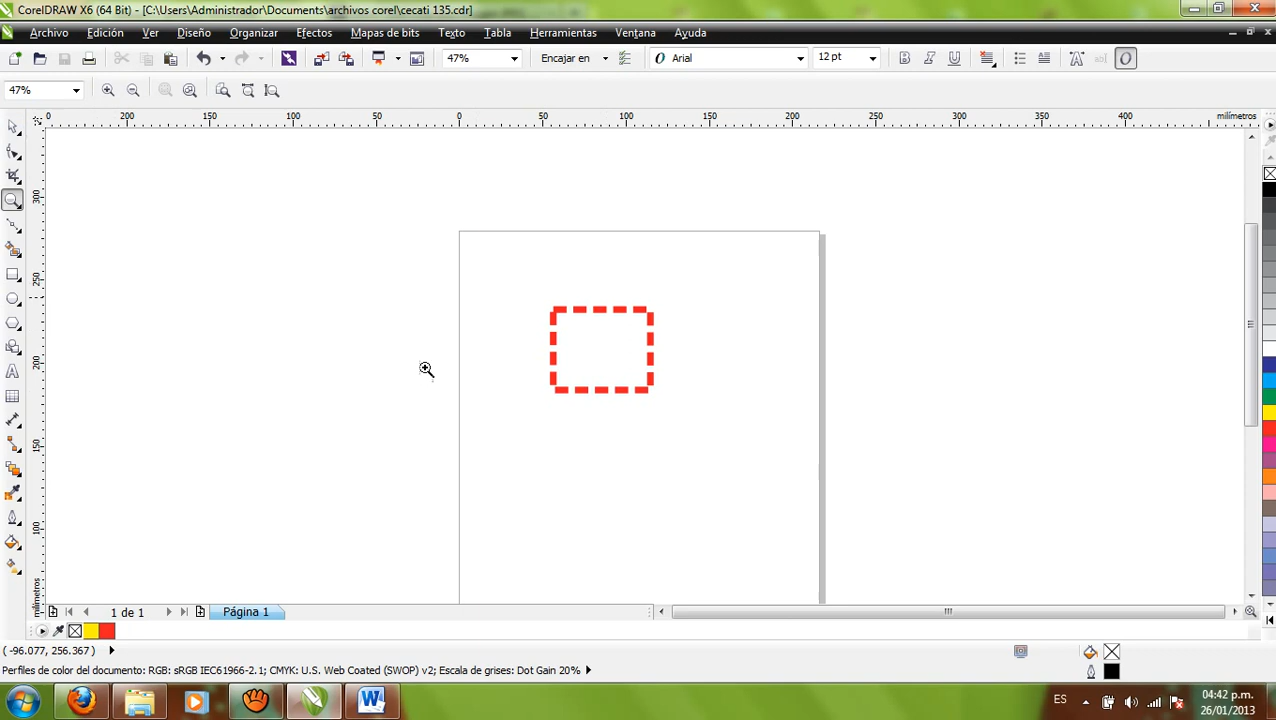 CorelDRAW X6 (64 Bit) - [C:\Users\Administrador\Documents\archivos corel\cecati 135.cdr]
Archivo Edición Ver Diseño Organizar Efectos Mapas de bits Texto Tabla Herramientas Ventana Ayuda
47% Encajar en O Arial 12 pt B I U A ab| O
47%
0 200 150 100 50 0 50 100 150 200 250 300 350 400 milímetros
300
250
200
150
100
milímetros
1 de 1 Página 1
(-96.077, 256.367)
Perfiles de color del documento: RGB: sRGB IEC61966-2.1; CMYK: U.S. Web Coated (SWOP) v2; Escala de grises: Dot Gain 20%
ES 04:42 p.m.
26/01/2013